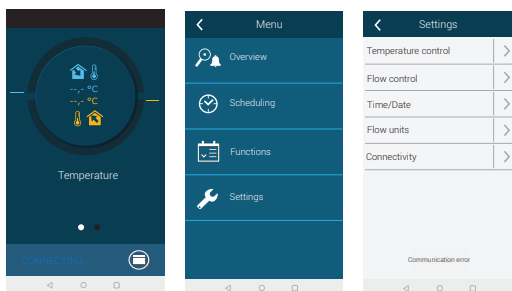 --,- °C
--,- °C
Temperature
CONNECTING...
Menu
Overview
Scheduling
Functions
Settings
Settings
Temperature control
Flow control
Time/Date
Flow units
Connectivity
Communication error